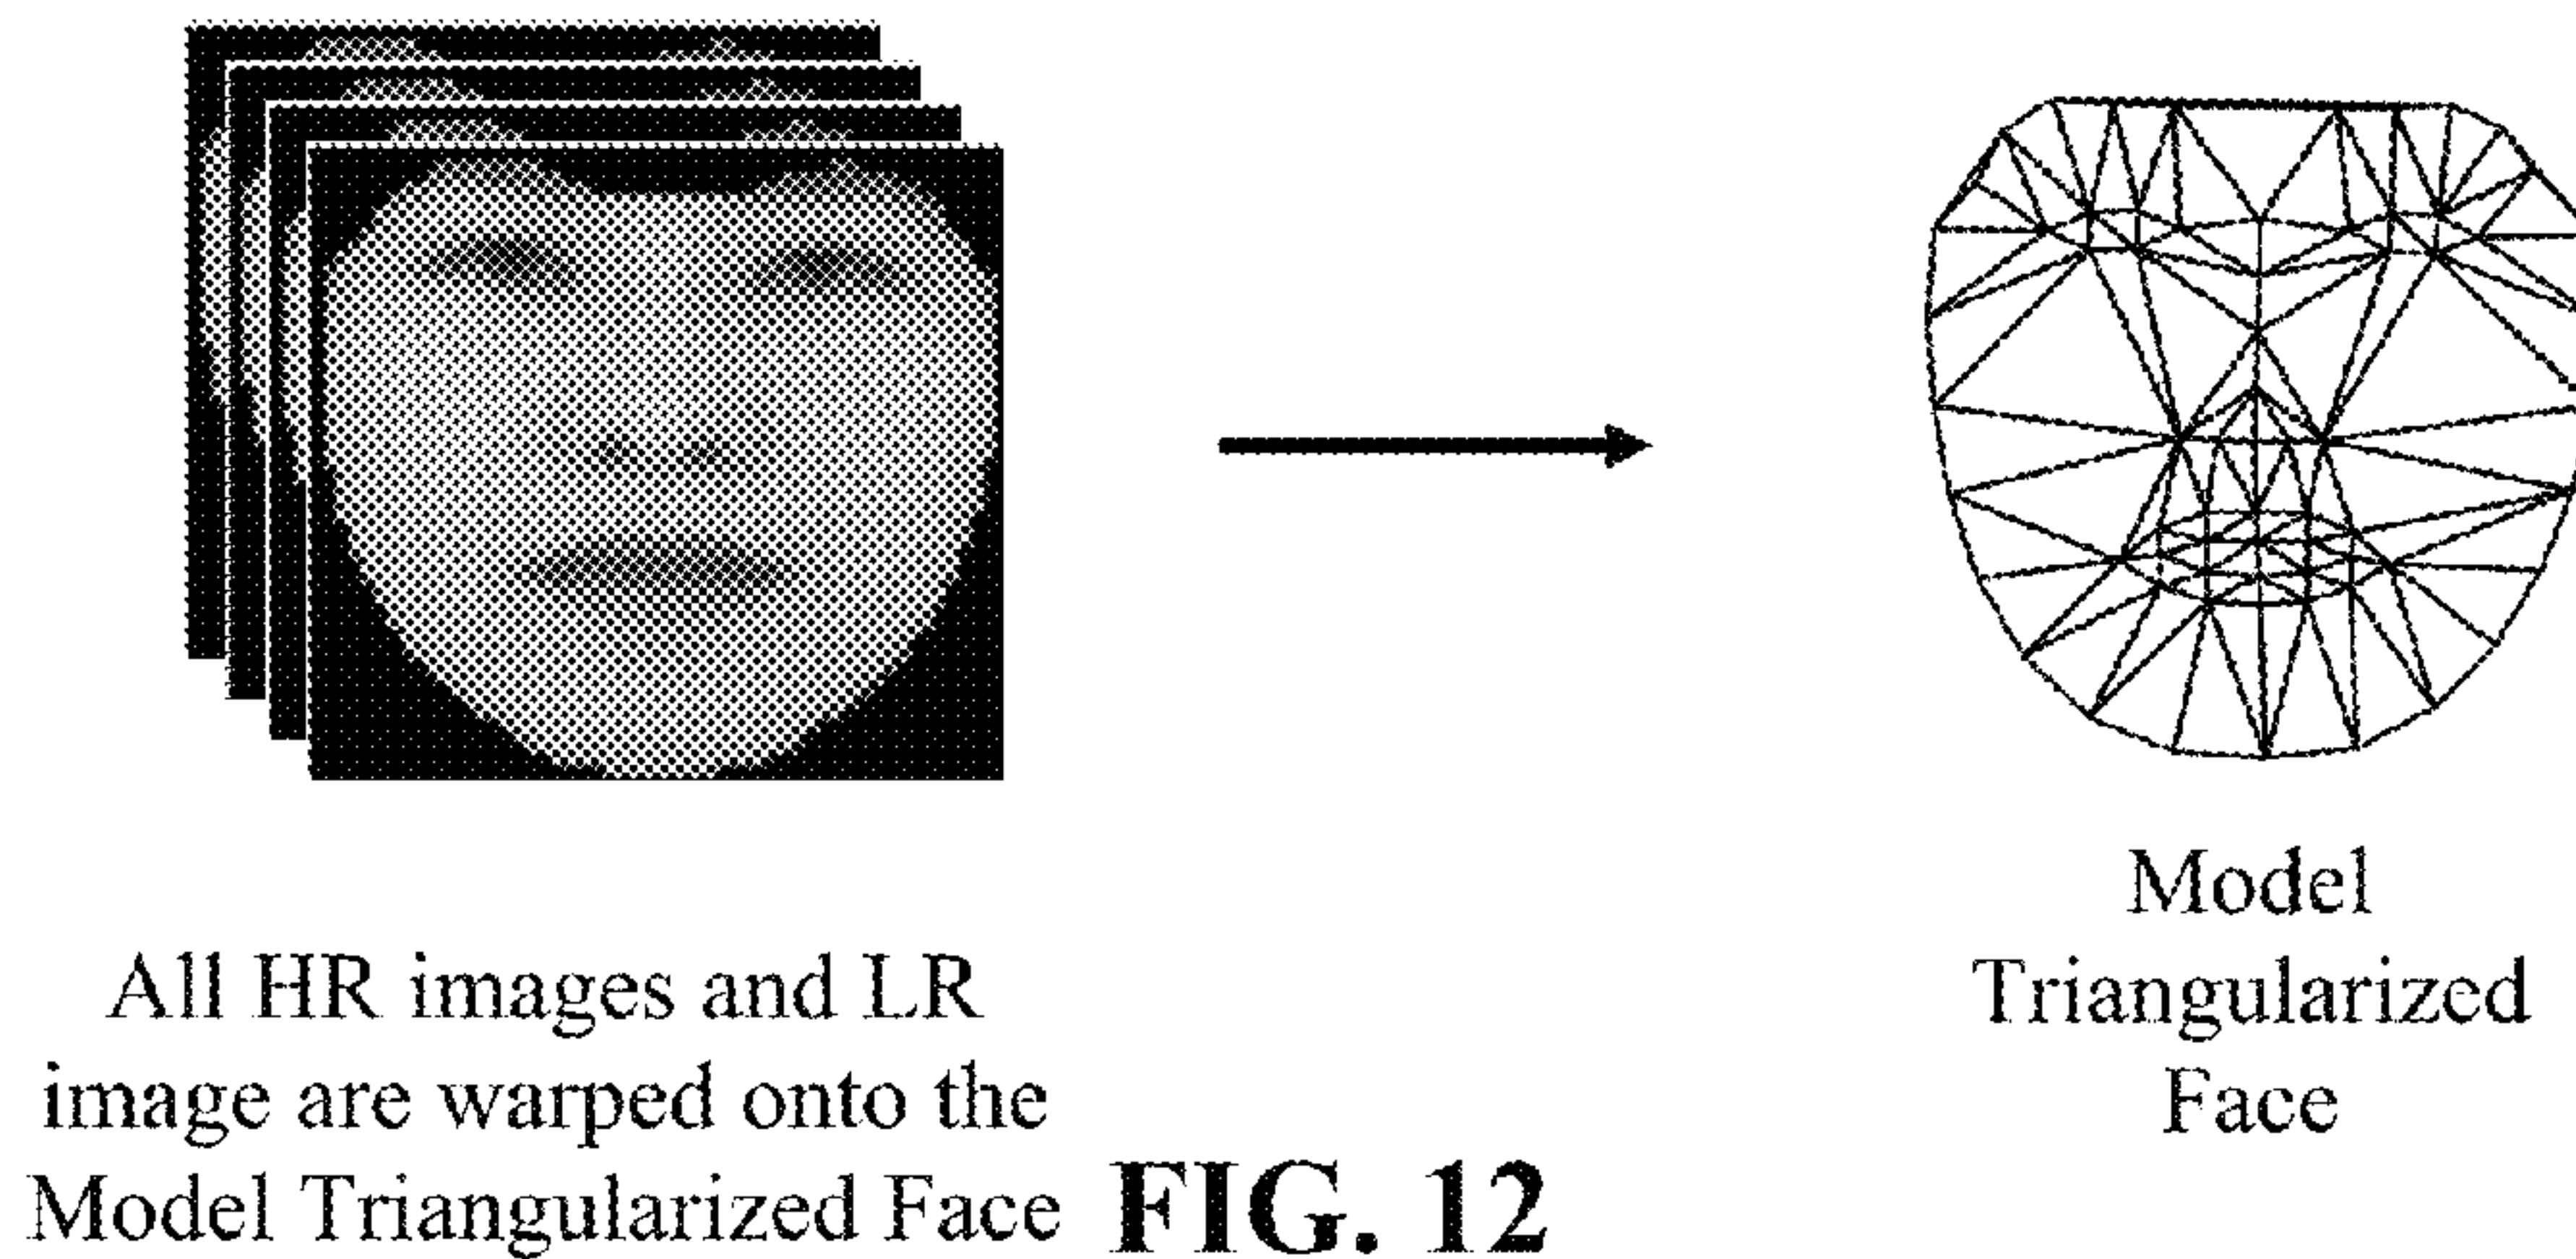 All HR images and LR
image are warped onto the
Model Triangularized Face
Model
Triangularized
Face
FIG. 12